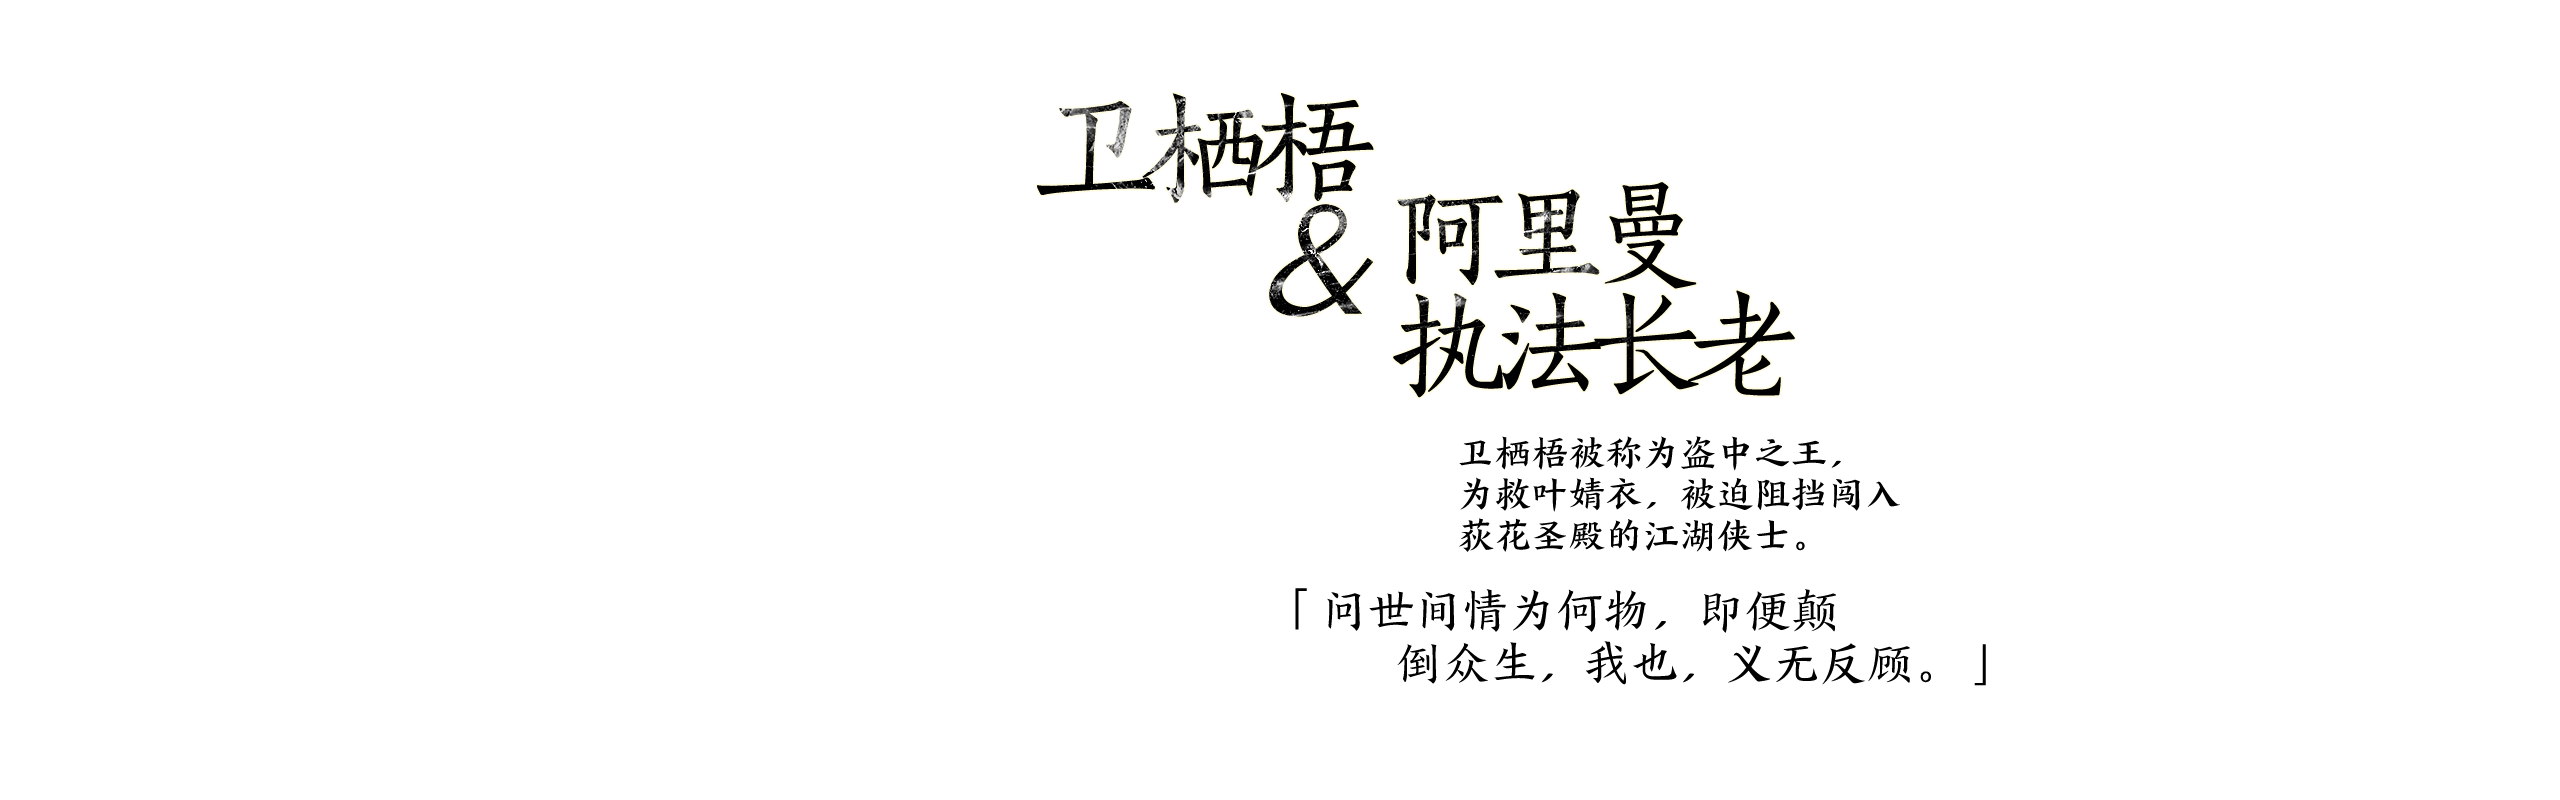 卫栖梧
&
阿里曼
执法长老
卫栖梧被称为盗中之王，
为救叶婧衣，被迫阻挡闯入
荻花圣殿的江湖侠士。
「问世间情为何物，即便颠
倒众生，我也，义无反顾。」